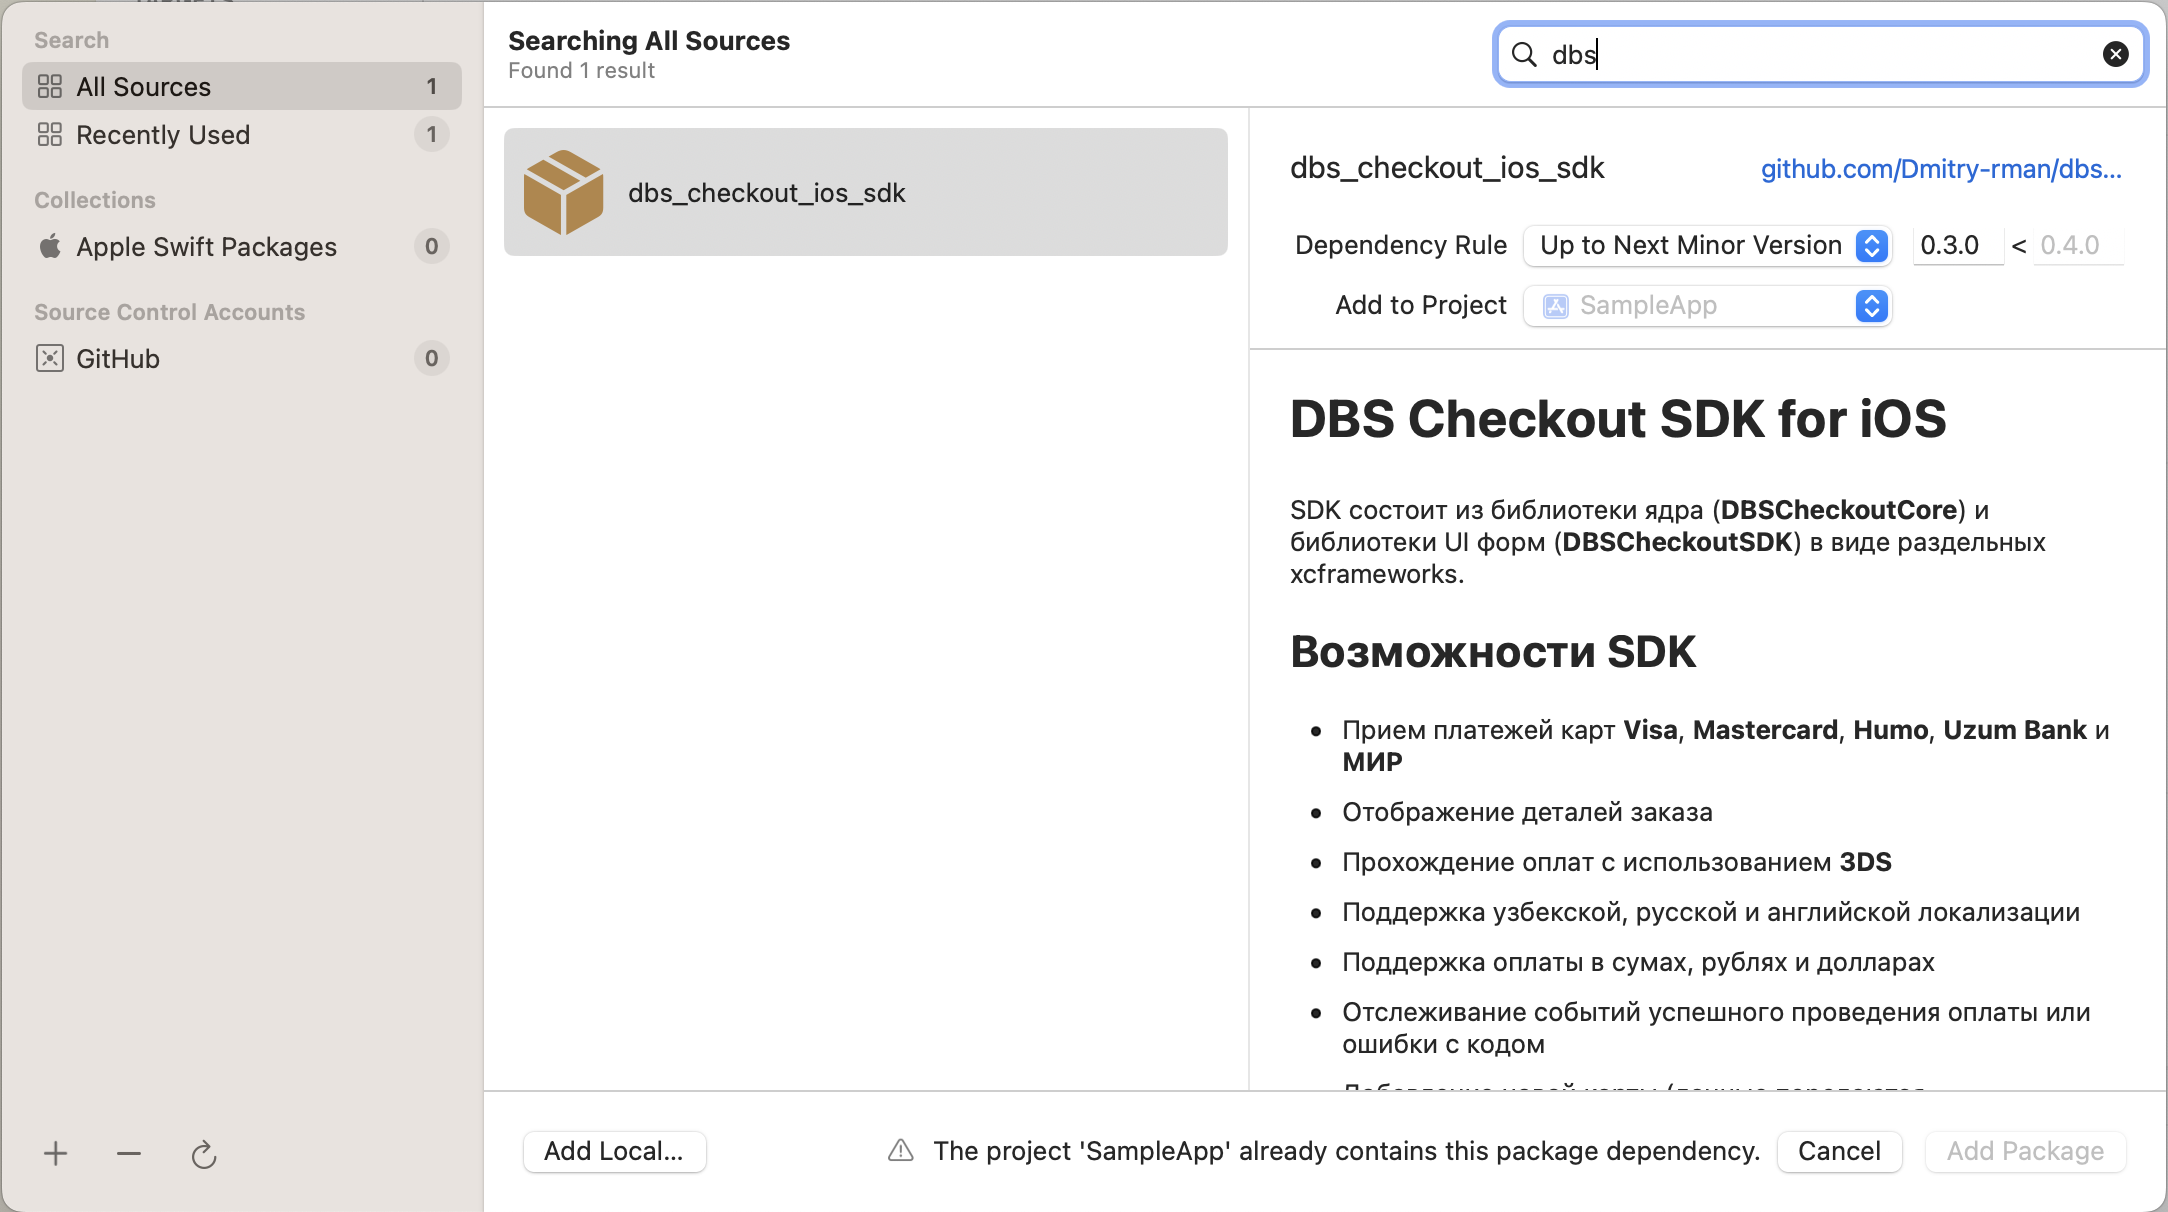 Search
All Sources 1
Recently Used 1
Collections
Apple Swift Packages 0
Source Control Accounts
GitHub 0
Searching All Sources
Found 1 result
dbs
dbs_checkout_ios_sdk
dbs_checkout_ios_sdk github.com/Dmitry-rman/dbs...
Dependency Rule Up to Next Minor Version 0.3.0 < 0.4.0
Add to Project SampleApp
DBS Checkout SDK for iOS
SDK состоит из библиотеки ядра (DBSCheckoutCore) и
библиотеки UI форм (DBSCheckoutSDK) в виде раздельных
xcframeworks.
Возможности SDK
• Прием платежей карт Visa, Mastercard, Humo, Uzum Bank и
МИР
• Отображение деталей заказа
• Прохождение оплат с использованием 3DS
• Поддержка узбекской, русской и английской локализации
• Поддержка оплаты в сумах, рублях и долларах
• Отслеживание событий успешного проведения оплаты или
ошибки с кодом
Add Local... The project 'SampleApp' already contains this package dependency. Cancel Add Package